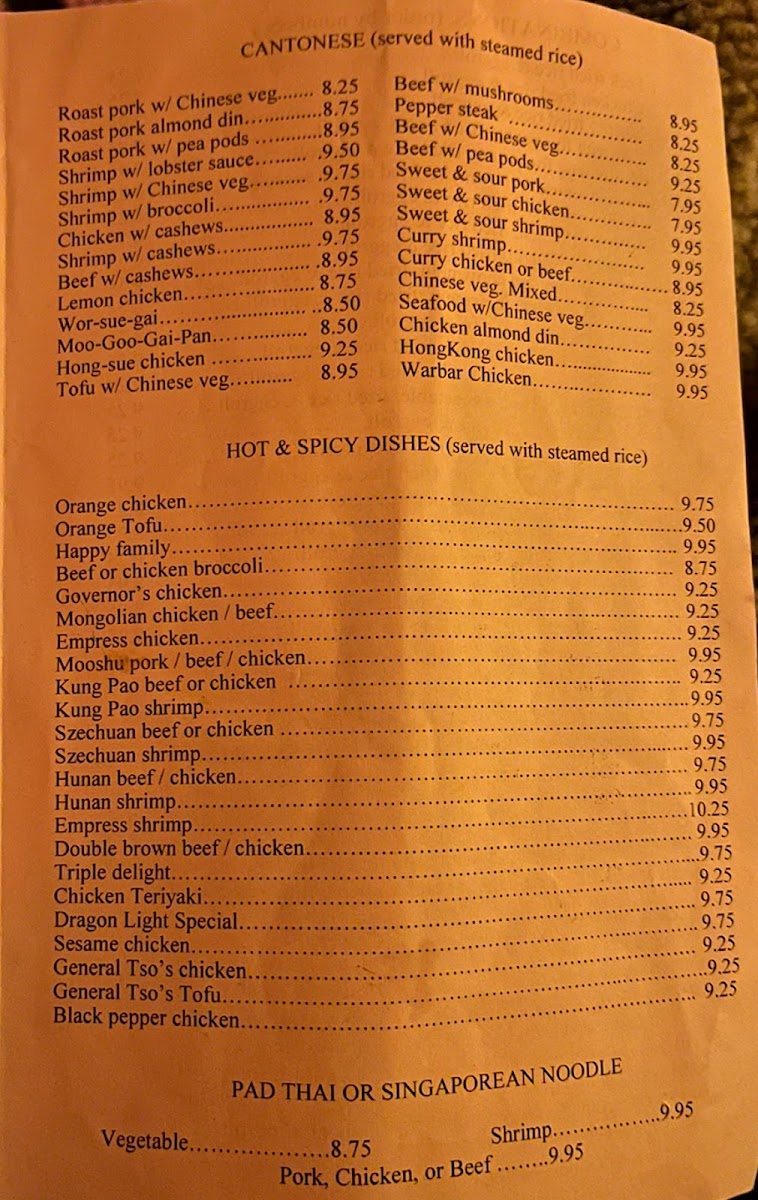 CANTONESE (served with steamed rice)
Roast pork w/ Chinese veg....... 8.25
Roast pork almond din..............8.75
Roast pork w/ pea pods ............8.95
Shrimp w/ lobster sauce......... .9.50
Shrimp w/ Chinese veg.......... .9.75
Shrimp w/ broccoli................ .9.75
Chicken w/ cashews............... 8.95
Shrimp w/ cashews................ .9.75
Beef w/ cashews................... .8.95
Lemon chicken..................... 8.75
Wor-sue-gai.......................... ..8.50
Moo-Goo-Gai-Pan................ 8.50
Hong-sue chicken ................. 9.25
Tofu w/ Chinese veg........... 8.95
Beef w/ mushrooms.............. 8.95
Pepper steak ...................... 8.25
Beef w/ Chinese veg.............. 8.25
Beef w/ pea pods.................. 9.25
Sweet & sour pork................ 7.95
Sweet & sour chicken............. 7.95
Sweet & sour shrimp............. 9.95
Curry shrimp...................... 9.95
Curry chicken or beef.................8.95
Chinese veg. Mixed............... 8.25
Seafood w/Chinese veg........... 9.95
Chicken almond din............... 9.25
HongKong chicken................. 9.95
Warbar Chicken.................... 9.95
HOT & SPICY DISHES (served with steamed rice)
Orange chicken........................................ 9.75
Orange Tofu...........................................9.50
Happy family.......................................... 9.95
Beef or chicken broccoli............................. 8.75
Governor's chicken................................... 9.25
Mongolian chicken / beef............................ 9.25
Empress chicken...................................... 9.25
Mooshu pork / beef / chicken........................ 9.95
Kung Pao beef or chicken ........................... 9.25
Kung Pao shrimp......................................9.95
Szechuan beef or chicken ........................... 9.75
Szechuan shrimp...................................... 9.95
Hunan beef / chicken................................. 9.75
Hunan shrimp......................................... 9.95
Empress shrimp.......................................10.25
Double brown beef / chicken......................... 9.95
Triple delight.......................................9.75
Chicken Teriyaki..................................... 9.25
Dragon Light Special................................. 9.75
Sesame chicken....................................... 9.75
General Tso's chicken................................ 9.25
General Tso's Tofu...................................9.25
Black pepper chicken................................. 9.25
PAD THAI OR SINGAPOREAN NOODLE
Vegetable....................8.75 Shrimp................9.95
Pork, Chicken, or Beef ........9.95